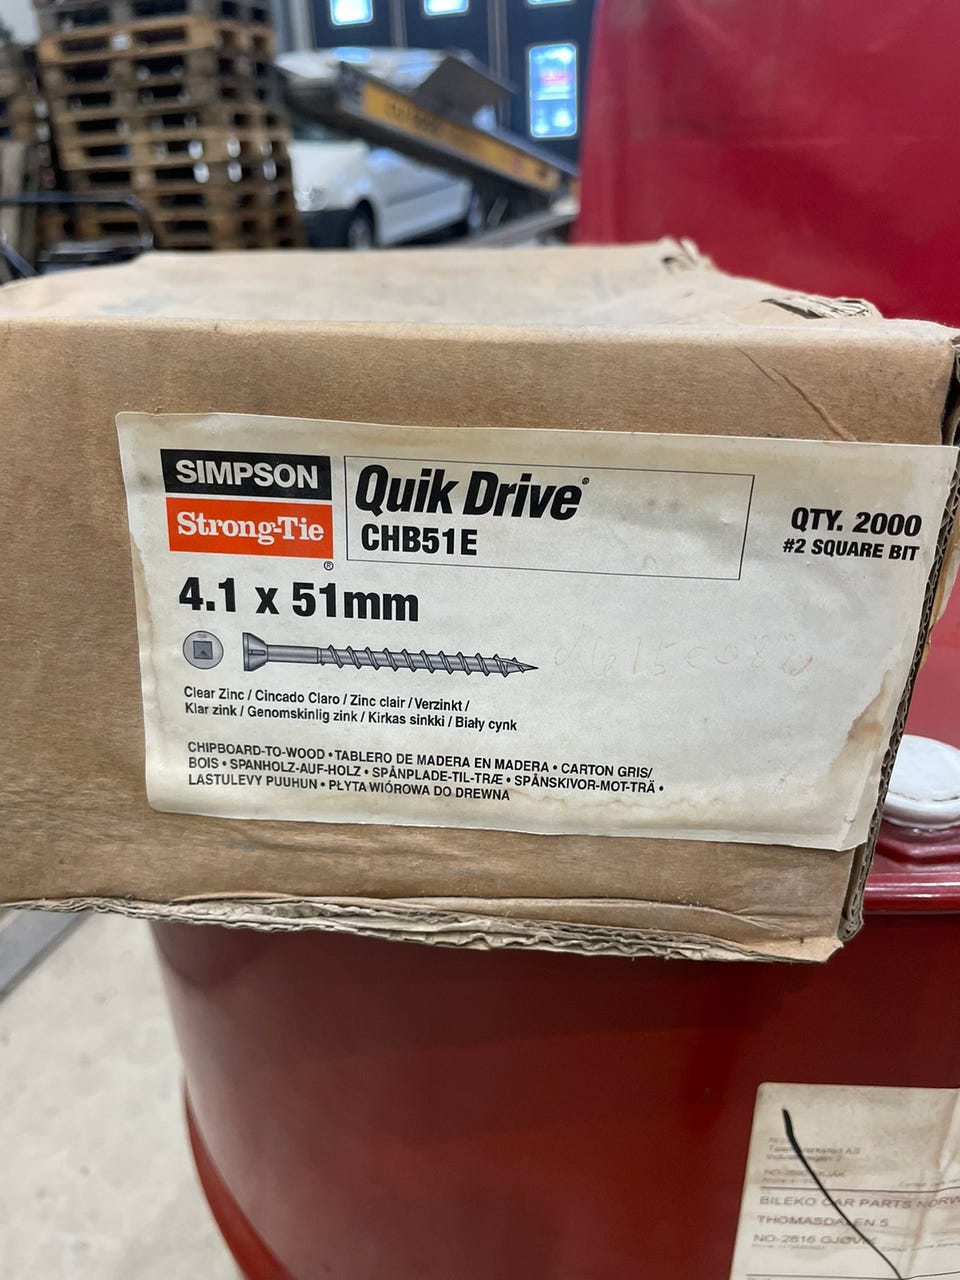 SIMPSON
Strong-Tie
®
Quik Drive®
CHB51E
QTY. 2000
#2 SQUARE BIT
4.1 x 51mm
Clear Zinc / Cincado Claro / Zinc clair / Verzinkt /
Klar zink / Genomskinlig zink / Kirkas sinkki / Biały cynk
CHIPBOARD-TO-WOOD • TABLERO DE MADERA EN MADERA • CARTON GRIS/
BOIS • SPANHOLZ-AUF-HOLZ • SPÅNPLADE-TIL-TRÆ • SPÅNSKIVOR-MOT-TRÄ •
LASTULEVY PUUHUN • PŁYTA WIÓROWA DO DREWNA
BILEKO CAR PARTS NORW
THOMASDALEN 5
NO-2816 GJØVIK